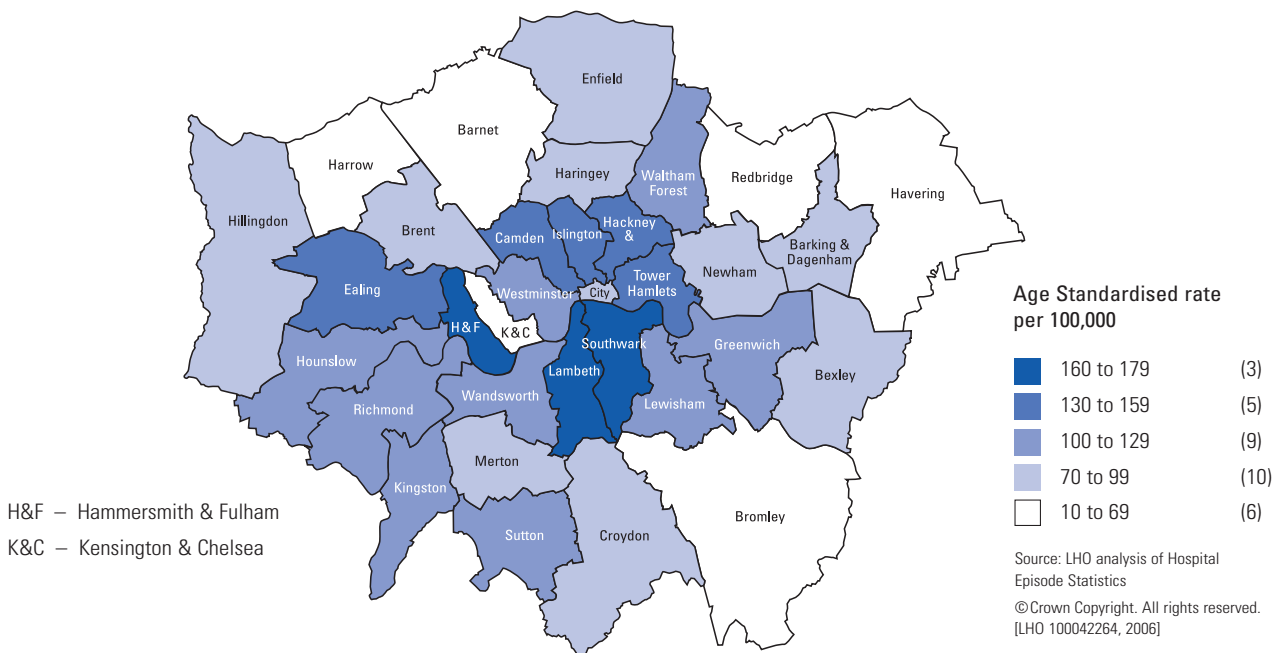 Enfield
Barnet
Harrow
Haringey
Waltham
Forest
Redbridge
Havering
Hillingdon
Brent
Camden
Islington
Hackney
&
Barking &
Dagenham
Newham
Ealing
Westminster
City
Tower
Hamlets
H&F
K&C
Southwark
Greenwich
Hounslow
Lambeth
Bexley
Richmond
Wandsworth
Lewisham
Merton
Kingston
Sutton
Croydon
Bromley
H&F – Hammersmith & Fulham
K&C – Kensington & Chelsea
Age Standardised rate
per 100,000
160 to 179 (3)
130 to 159 (5)
100 to 129 (9)
70 to 99 (10)
10 to 69 (6)
Source: LHO analysis of Hospital
Episode Statistics
© Crown Copyright. All rights reserved.
[LHO 100042264, 2006]